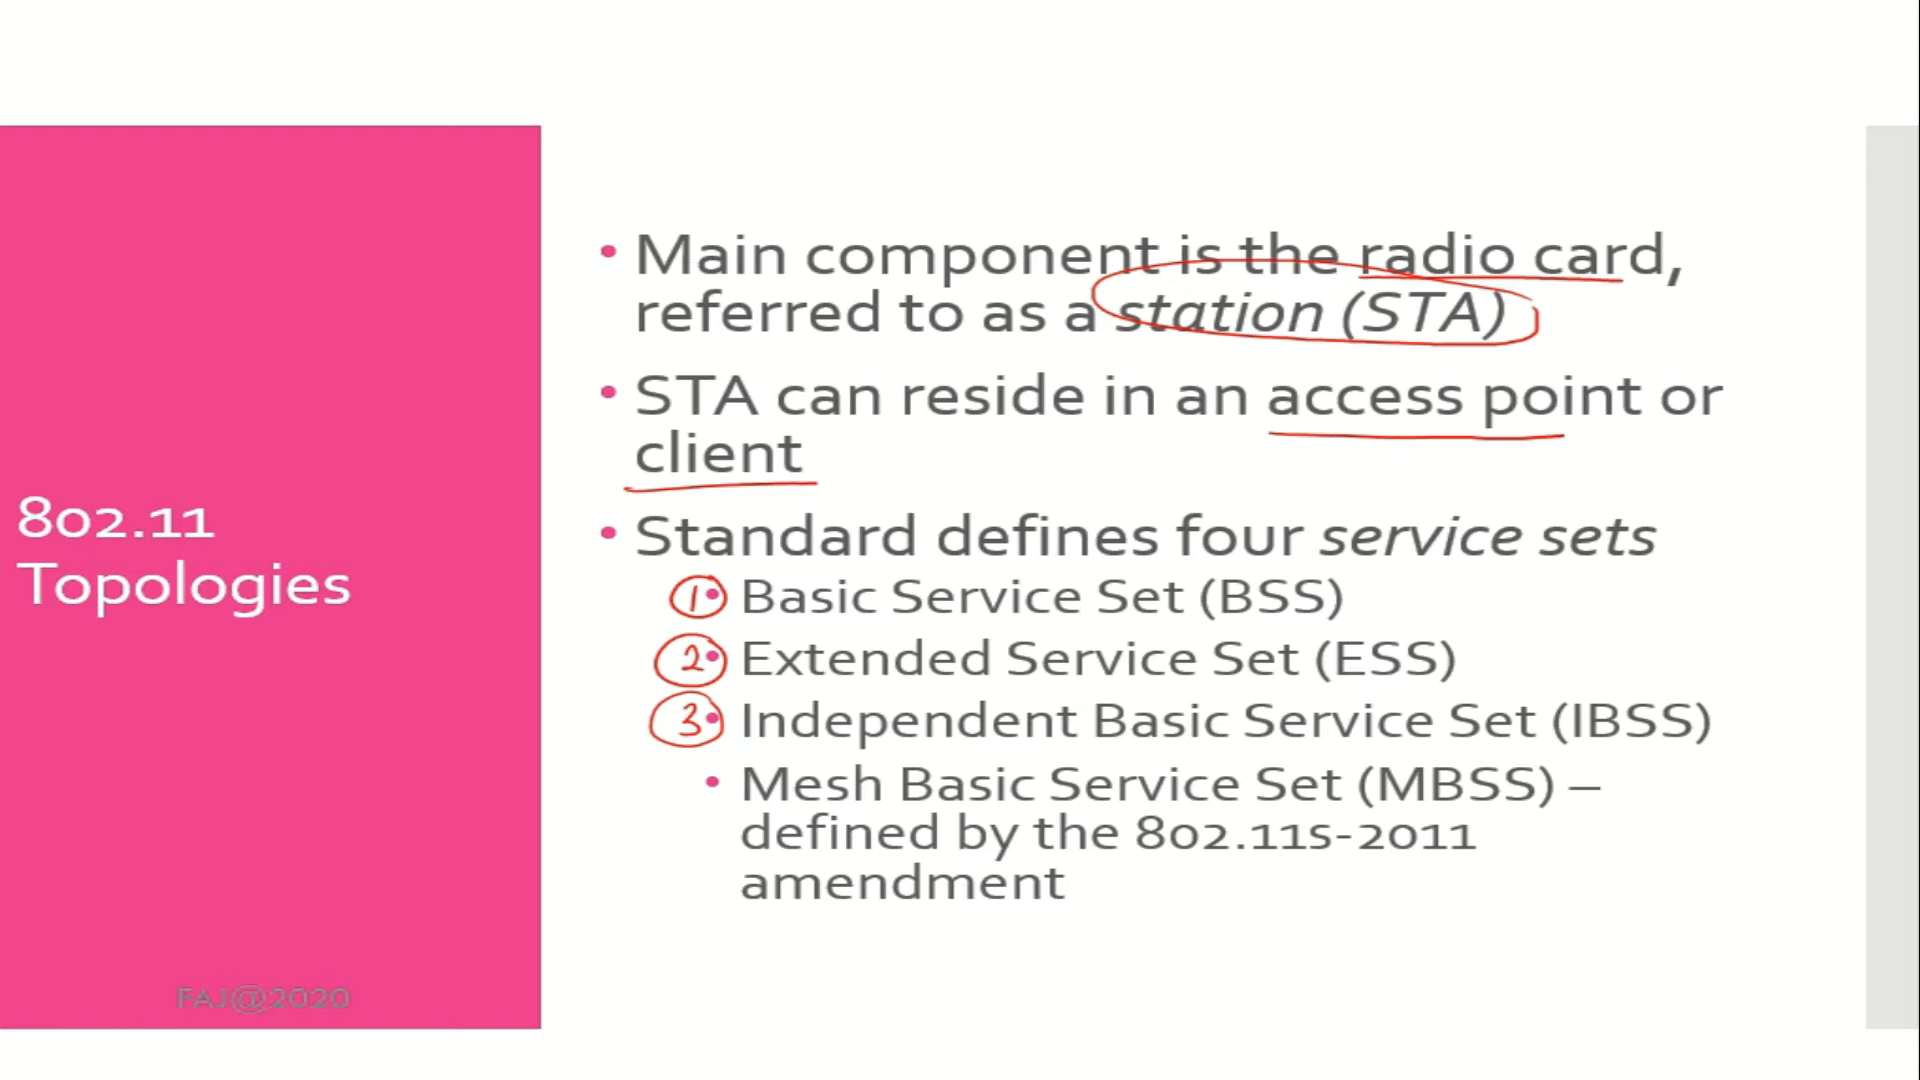 802.11
Topologies
FAJ@2020
• Main component is the radio card,
referred to as a station (STA)
• STA can reside in an access point or
client
• Standard defines four service sets
1 • Basic Service Set (BSS)
2 • Extended Service Set (ESS)
3 • Independent Basic Service Set (IBSS)
• Mesh Basic Service Set (MBSS) –
defined by the 802.11s-2011
amendment